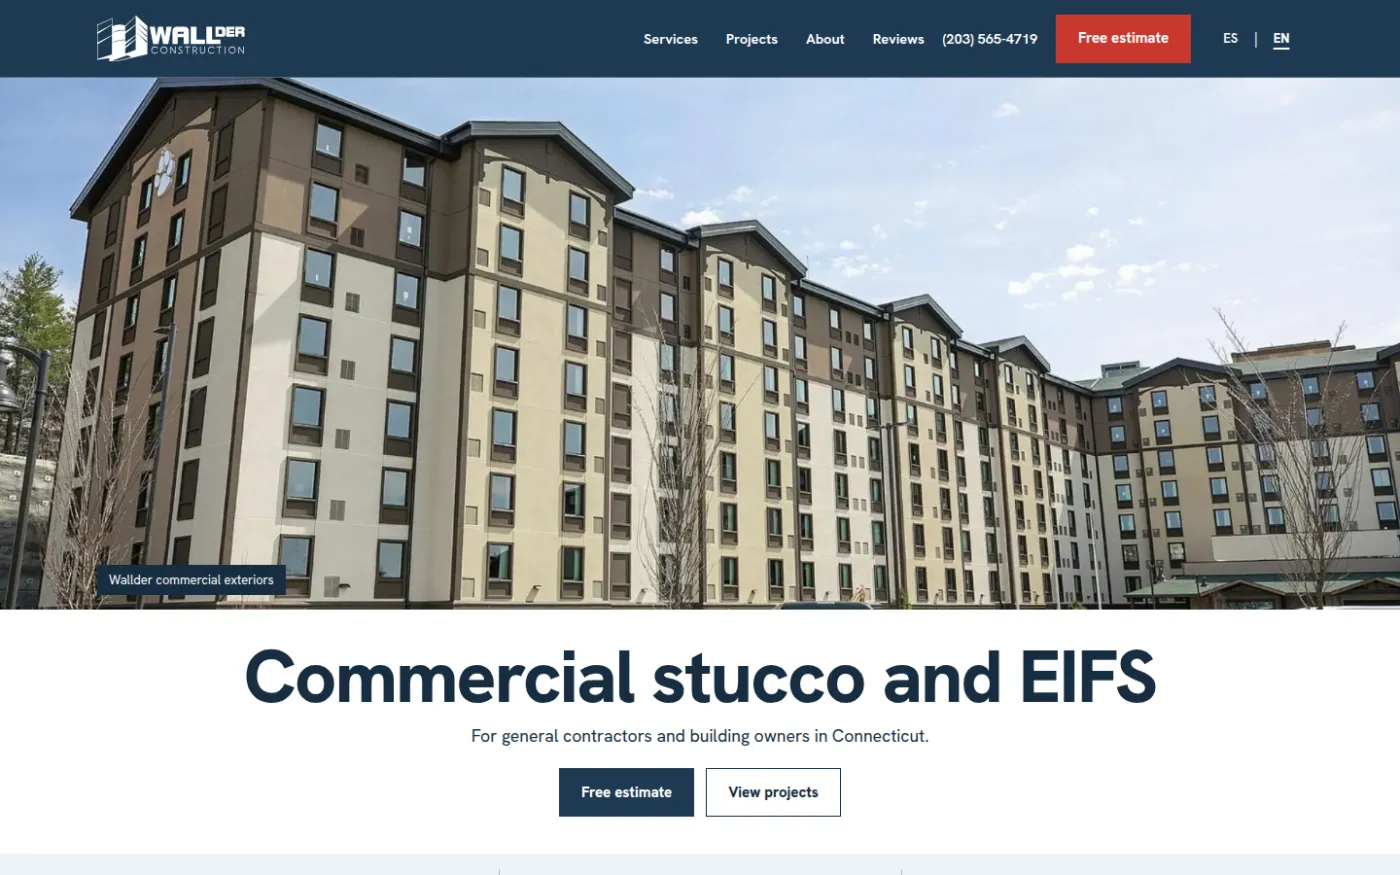 WALLDER
CONSTRUCTION
Services
Projects
About
Reviews
(203) 565-4719
Free estimate
ES | EN
Wallder commercial exteriors
Commercial stucco and EIFS
For general contractors and building owners in Connecticut.
Free estimate
View projects